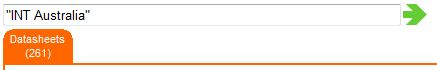 "INT Australia"
Datasheets
(261)